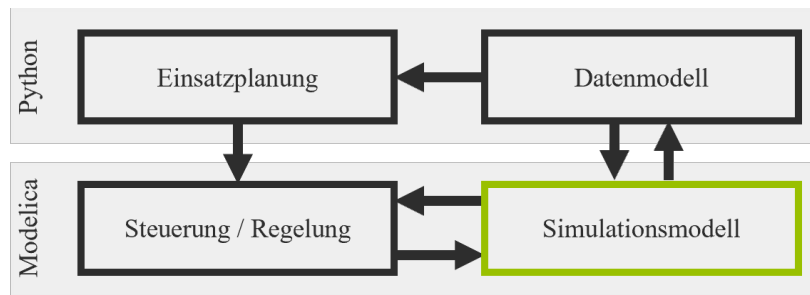 Python
Einsatzplanung
Datenmodell
Modelica
Steuerung / Regelung
Simulationsmodell